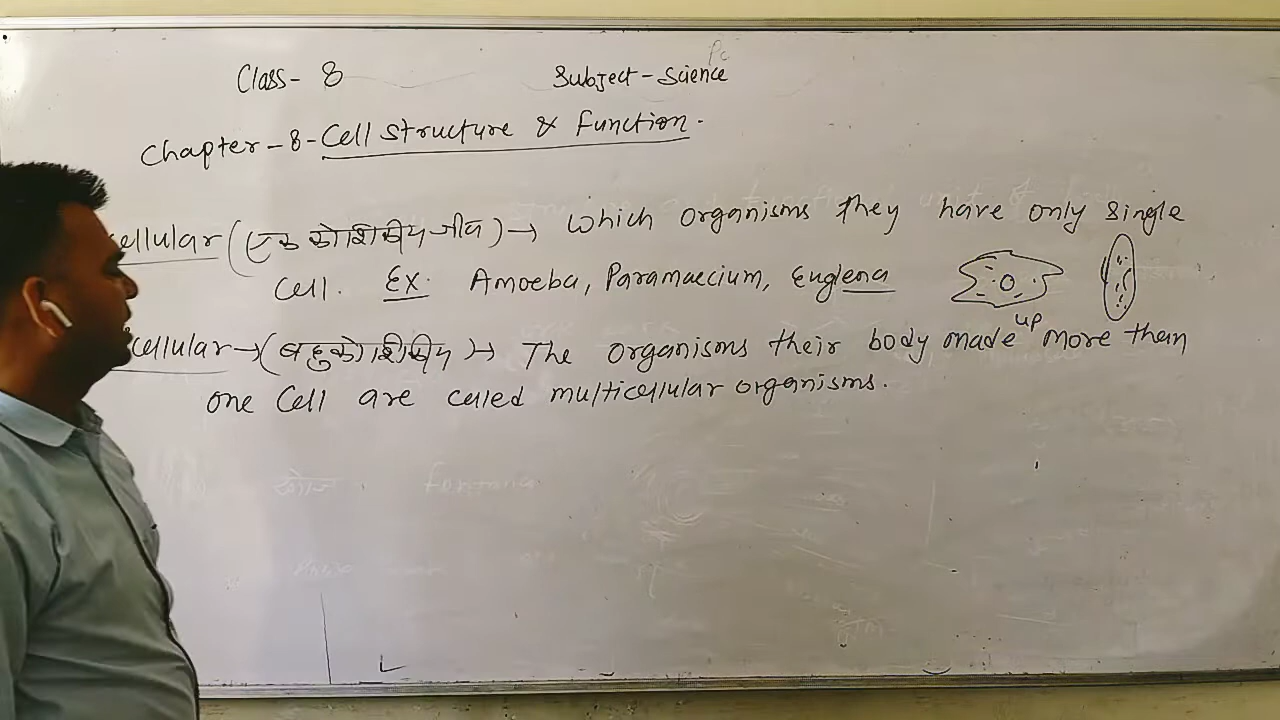 Class - 8 Subject - Science
Chapter - 8 - Cell Structure & Function.
ellular (एक कोशिकीय जीव) → Which organisms they have only single
Cell. Ex. Amoeba, Paramaecium, Euglena
cellular → (बहुकोशिकीय) → The organisms their body made up more than
one Cell are called multicellular organisms.